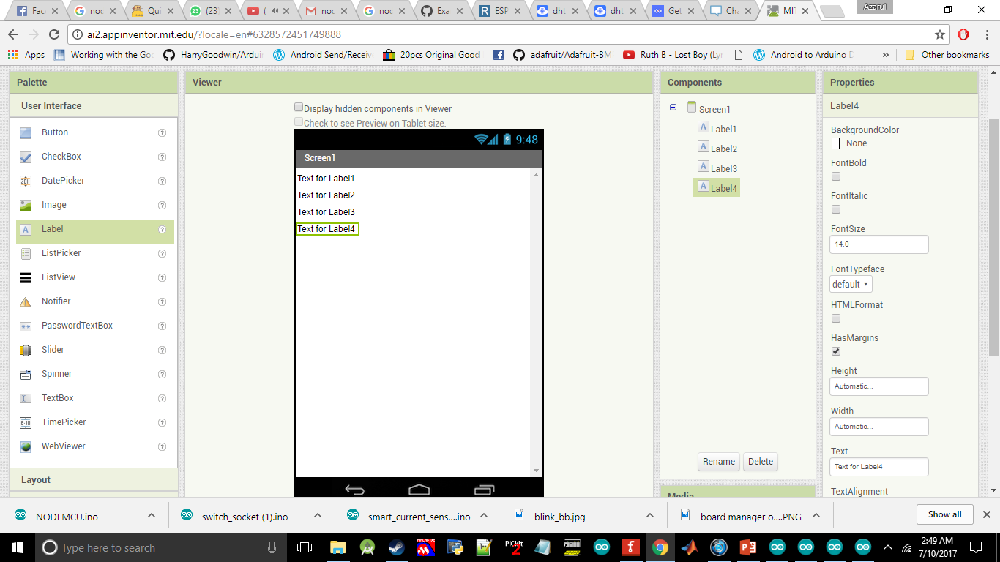 Fac
noc
Qui
23 (23)
(
noc
noc
Exa
R ESP
dht
dht
Get
Cha
MIT
Azarul
ai2.appinventor.mit.edu/?locale=en#6328572451749888
Apps
Working with the Go
HarryGoodwin/Ardui
Android Send/Receiv
20pcs Original Good
adafruit/Adafruit-BM
Ruth B - Lost Boy (Lyr
Android to Arduino D
»
Other bookmarks
Palette
User Interface
Button
CheckBox
DatePicker
Image
Label
ListPicker
ListView
Notifier
PasswordTextBox
Slider
Spinner
TextBox
TimePicker
WebViewer
Layout
Viewer
Display hidden components in Viewer
Check to see Preview on Tablet size.
9:48
Screen1
Text for Label1
Text for Label2
Text for Label3
Text for Label4
Components
Screen1
Label1
Label2
Label3
Label4
Rename Delete
Media
Properties
Label4
BackgroundColor
None
FontBold
FontItalic
FontSize
14.0
FontTypeface
default
HTMLFormat
HasMargins
Height
Automatic...
Width
Automatic...
Text
Text for Label4
TextAlignment
NODEMCU.ino
switch_socket (1).ino
smart_current_sens....ino
blink_bb.jpg
board manager o....PNG
Show all
Type here to search
PICkit 2
2:49 AM
7/10/2017